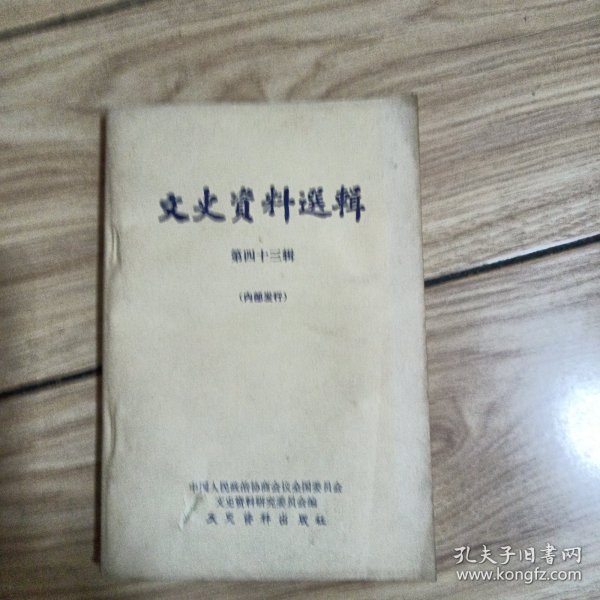 文史資料選輯
第四十三辑
（内部发行）
中国人民政治协商会议全国委员会
文史资料研究委员会编
文史资料出版社
孔夫子旧书网
www.kongfz.com